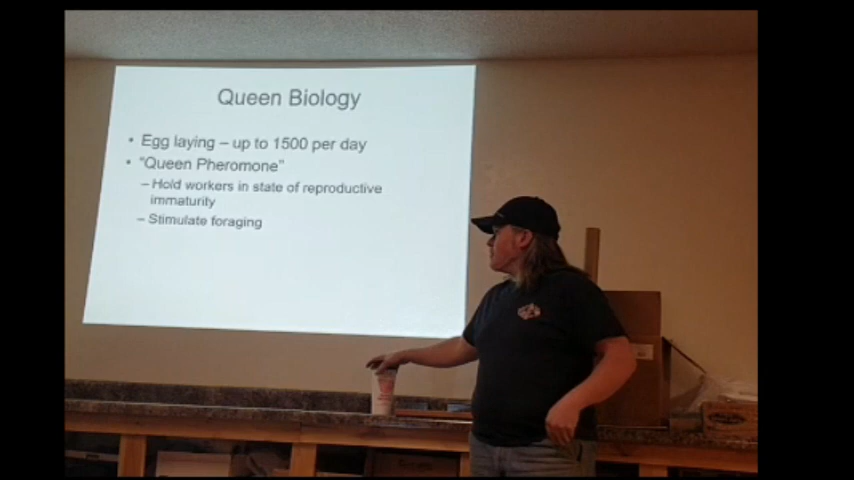 Queen Biology
• Egg laying – up to 1500 per day
• "Queen Pheromone"
– Hold workers in state of reproductive
immaturity
– Stimulate foraging